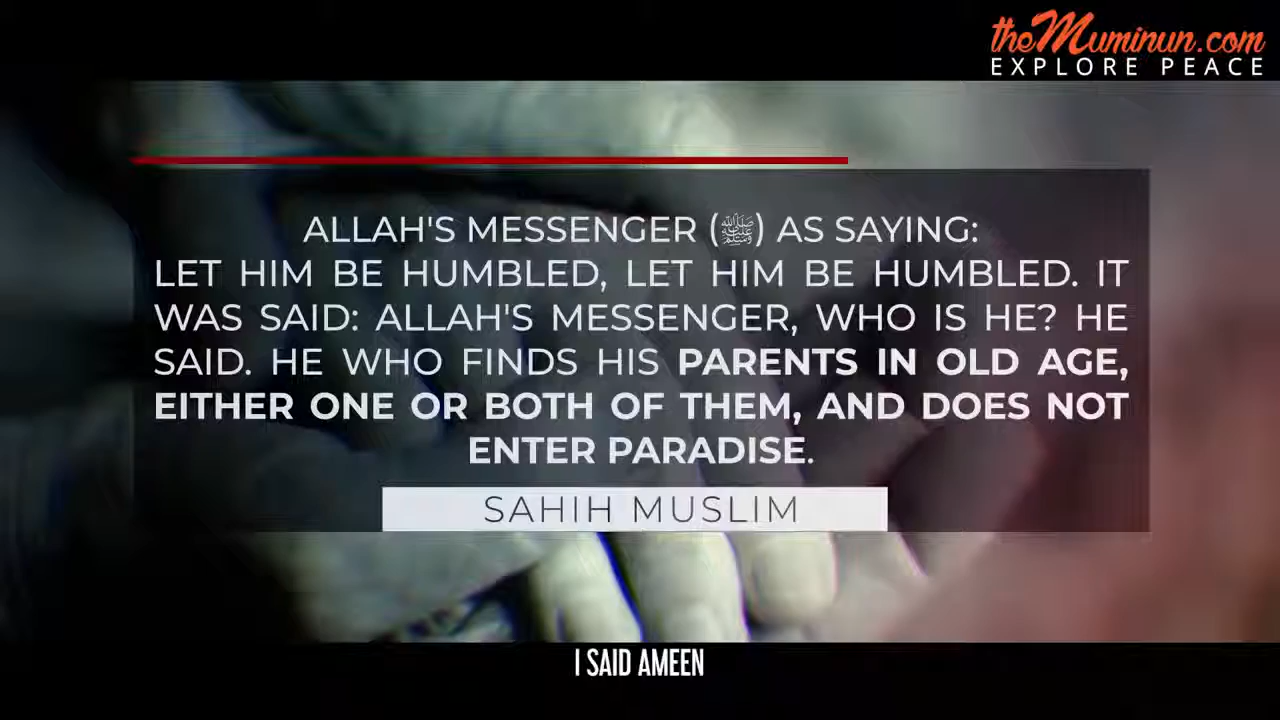 theMuminun.com
EXPLORE PEACE
ALLAH'S MESSENGER (ﷺ) AS SAYING:
LET HIM BE HUMBLED, LET HIM BE HUMBLED. IT
WAS SAID: ALLAH'S MESSENGER, WHO IS HE? HE
SAID. HE WHO FINDS HIS PARENTS IN OLD AGE,
EITHER ONE OR BOTH OF THEM, AND DOES NOT
ENTER PARADISE.
SAHIH MUSLIM
I SAID AMEEN